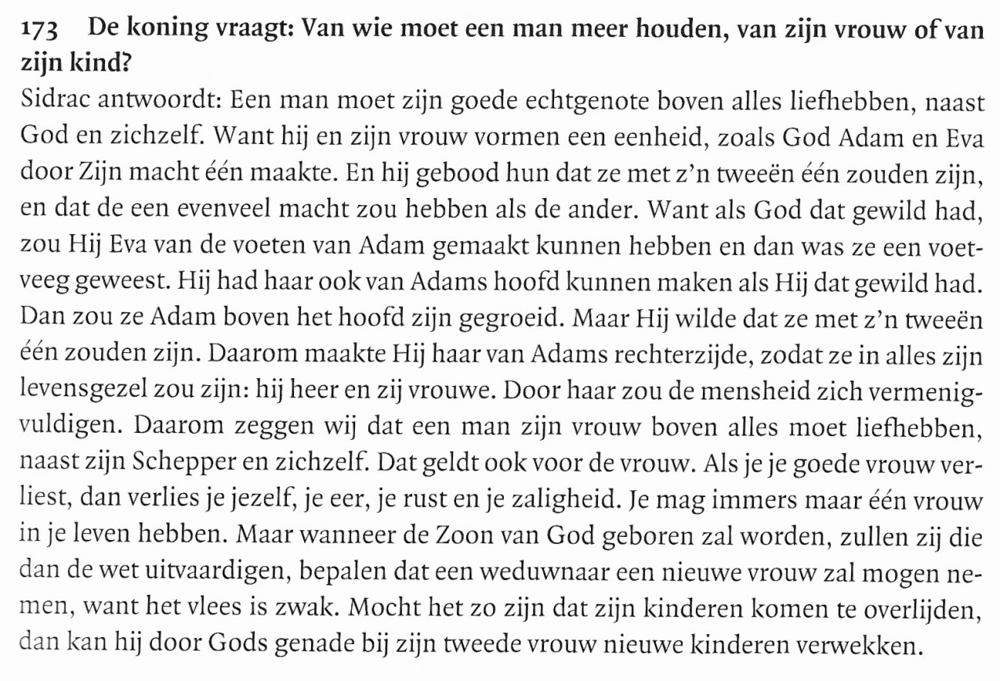 173 De koning vraagt: Van wie moet een man meer houden, van zijn vrouw of van
zijn kind?
Sidrac antwoordt: Een man moet zijn goede echtgenote boven alles liefhebben, naast
God en zichzelf. Want hij en zijn vrouw vormen een eenheid, zoals God Adam en Eva
door Zijn macht één maakte. En hij gebood hun dat ze met z’n tweeën één zouden zijn,
en dat de een evenveel macht zou hebben als de ander. Want als God dat gewild had,
zou Hij Eva van de voeten van Adam gemaakt kunnen hebben en dan was ze een voet-
veeg geweest. Hij had haar ook van Adams hoofd kunnen maken als Hij dat gewild had.
Dan zou ze Adam boven het hoofd zijn gegroeid. Maar Hij wilde dat ze met z’n tweeën
één zouden zijn. Daarom maakte Hij haar van Adams rechterzijde, zodat ze in alles zijn
levensgezel zou zijn: hij heer en zij vrouwe. Door haar zou de mensheid zich vermenig-
vuldigen. Daarom zeggen wij dat een man zijn vrouw boven alles moet liefhebben,
naast zijn Schepper en zichzelf. Dat geldt ook voor de vrouw. Als je je goede vrouw ver-
liest, dan verlies je jezelf, je eer, je rust en je zaligheid. Je mag immers maar één vrouw
in je leven hebben. Maar wanneer de Zoon van God geboren zal worden, zullen zij die
dan de wet uitvaardigen, bepalen dat een weduwnaar een nieuwe vrouw zal mogen ne-
men, want het vlees is zwak. Mocht het zo zijn dat zijn kinderen komen te overlijden,
dan kan hij door Gods genade bij zijn tweede vrouw nieuwe kinderen verwekken.